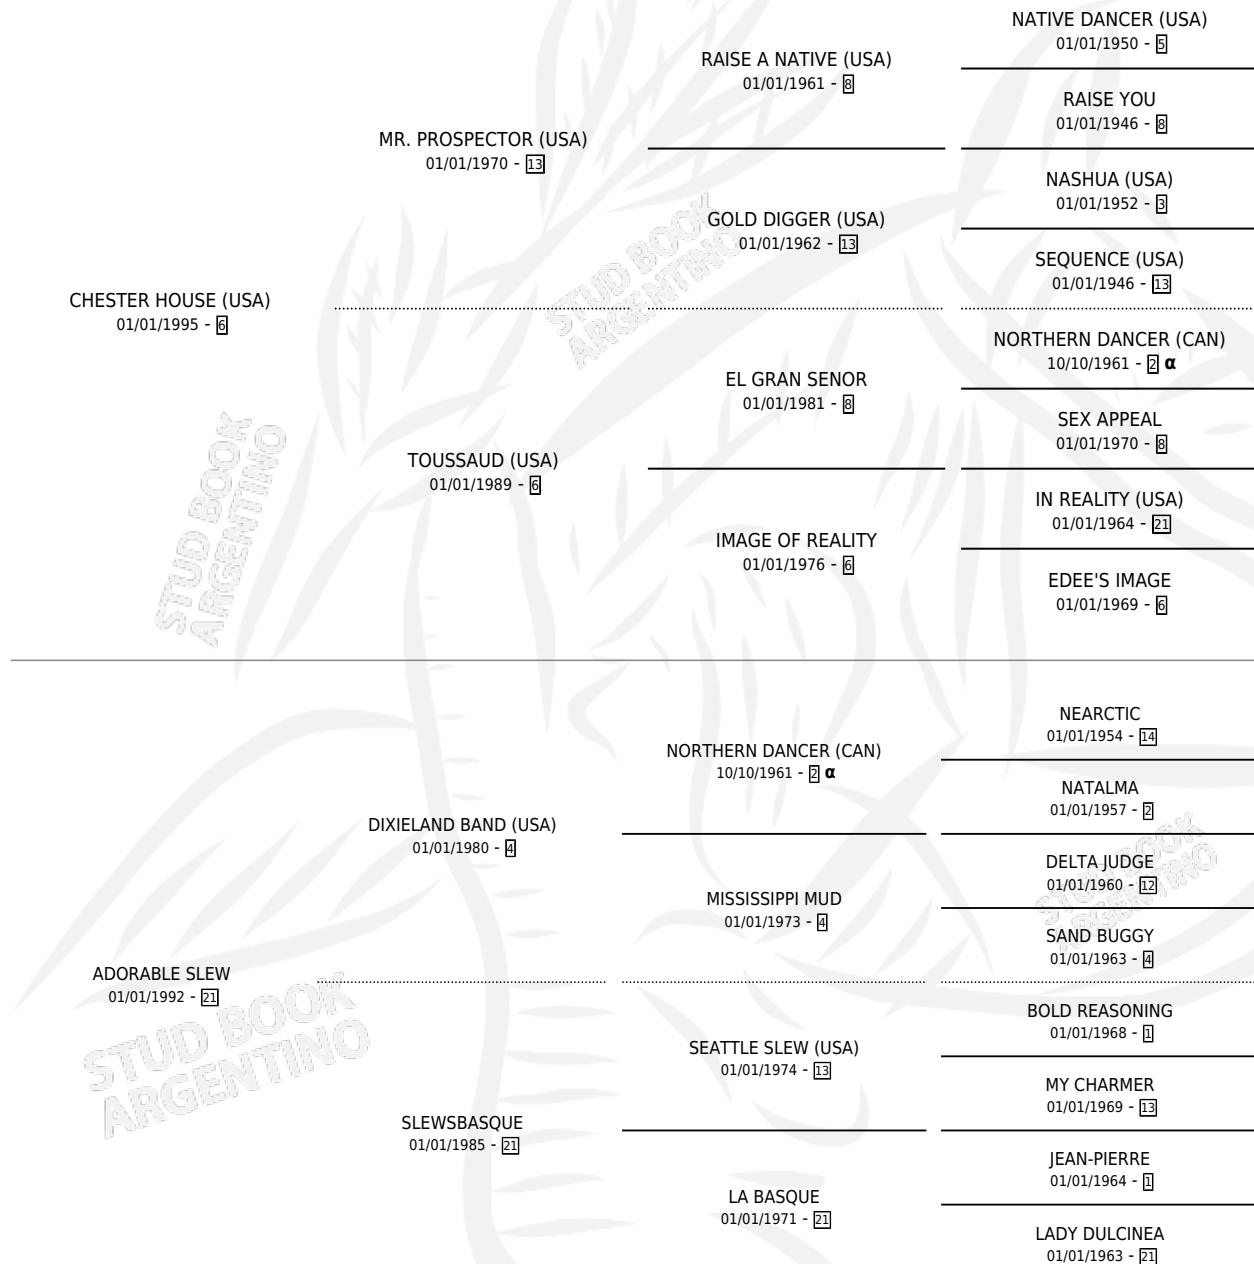 NATIVE DANCER (USA)
01/01/1950 - 5
RAISE A NATIVE (USA)
01/01/1961 - 8
RAISE YOU
01/01/1946 - 8
MR. PROSPECTOR (USA)
01/01/1970 - 13
NASHUA (USA)
01/01/1952 - 3
GOLD DIGGER (USA)
01/01/1962 - 13
SEQUENCE (USA)
01/01/1946 - 13
CHESTER HOUSE (USA)
01/01/1995 - 6
NORTHERN DANCER (CAN)
10/10/1961 - 2 α
EL GRAN SENOR
01/01/1981 - 8
SEX APPEAL
01/01/1970 - 8
TOUSSAUD (USA)
01/01/1989 - 6
IN REALITY (USA)
01/01/1964 - 21
IMAGE OF REALITY
01/01/1976 - 6
EDEE'S IMAGE
01/01/1969 - 6
STUD BOOK
ARGENTINO
STUD BOOK
ARGENTINO
NEARCTIC
01/01/1954 - 14
NORTHERN DANCER (CAN)
10/10/1961 - 2 α
NATALMA
01/01/1957 - 2
DIXIELAND BAND (USA)
01/01/1980 - 4
DELTA JUDGE
01/01/1960 - 12
MISSISSIPPI MUD
01/01/1973 - 4
SAND BUGGY
01/01/1963 - 4
ADORABLE SLEW
01/01/1992 - 21
BOLD REASONING
01/01/1968 - 1
SEATTLE SLEW (USA)
01/01/1974 - 13
MY CHARMER
01/01/1969 - 13
SLEWSBASQUE
01/01/1985 - 21
JEAN-PIERRE
01/01/1964 - 1
LA BASQUE
01/01/1971 - 21
LADY DULCINEA
01/01/1963 - 21
STUD BOOK
ARGENTINO
STUD BOOK
ARGENTINO